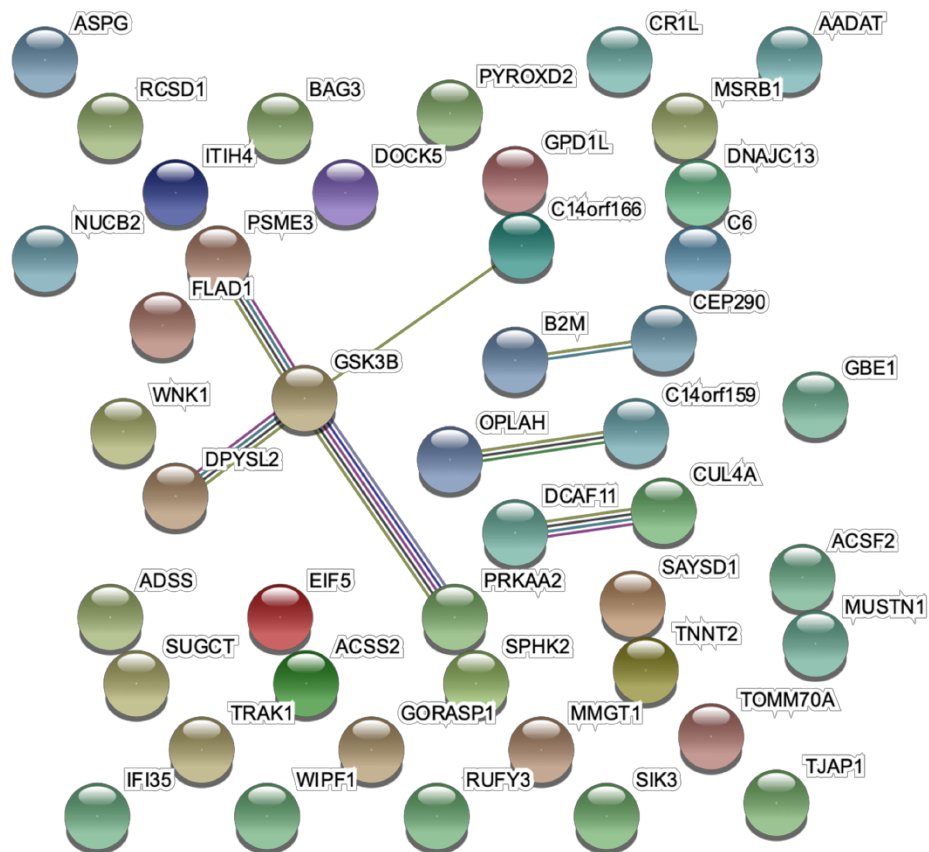 ASPG
CR1L
AADAT
RCSD1
BAG3
PYROXD2
MSRB1
ITIH4
DOCK5
GPD1L
DNAJC13
NUCB2
PSME3
C14orf166
C6
FLAD1
B2M
CEP290
GSK3B
WNK1
OPLAH
C14orf159
GBE1
DPYSL2
DCAF11
CUL4A
ADSS
EIF5
PRKAA2
SAYSD1
ACSF2
SUGCT
ACSS2
SPHK2
TNNT2
MUSTN1
TRAK1
GORASP1
MMGT1
TOMM70A
IFI35
WIPF1
RUFY3
SIK3
TJAP1